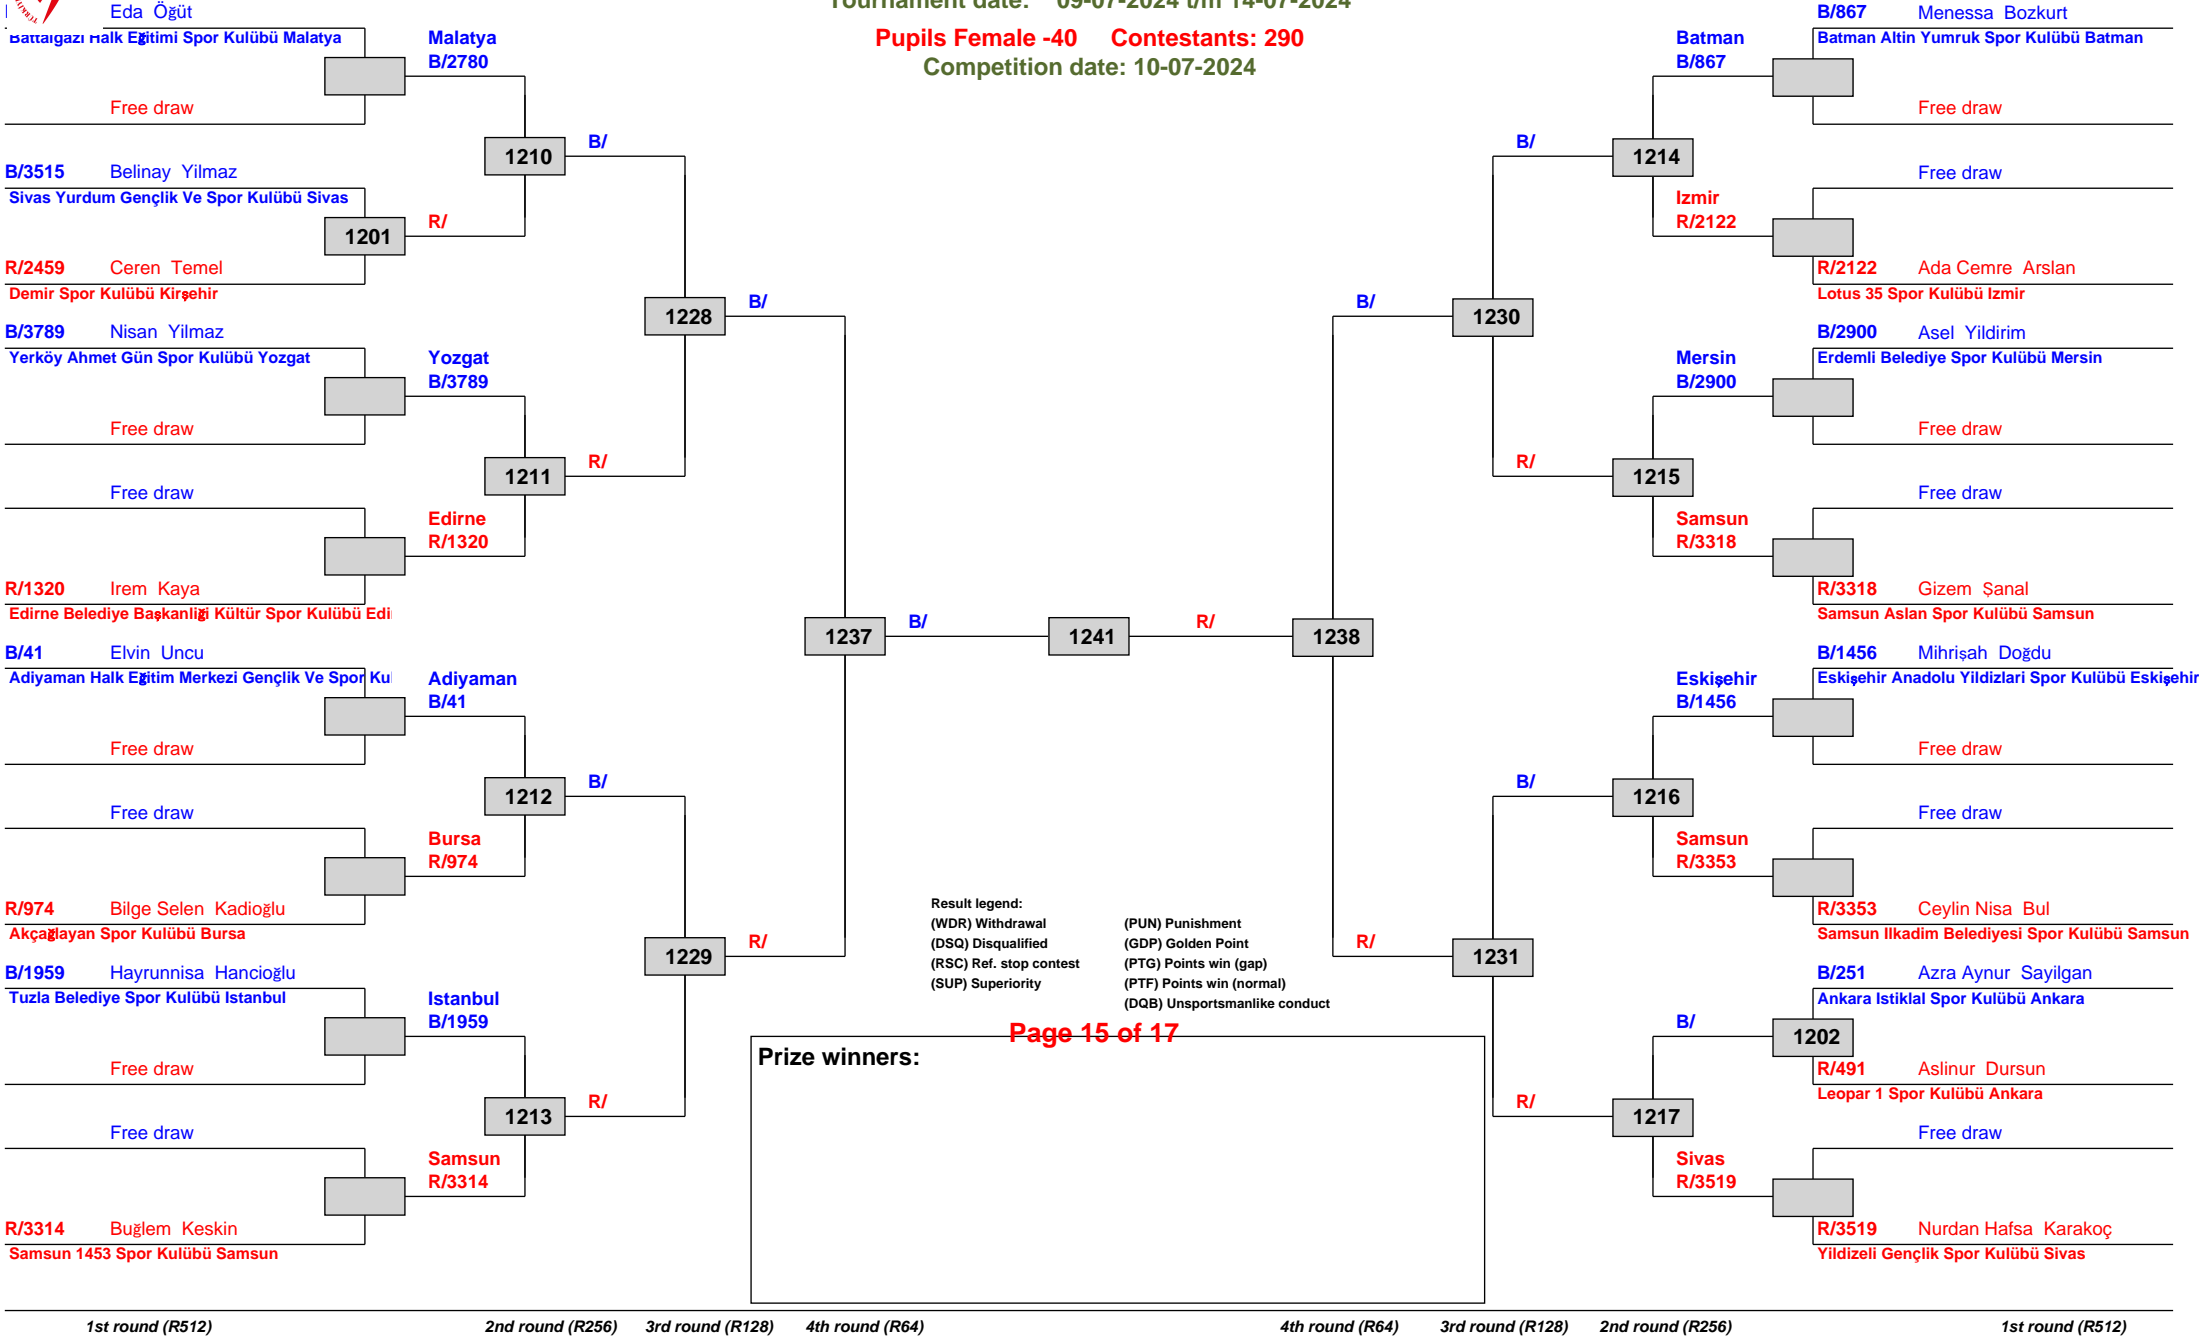 Tournament date: 09-07-2024 t/m 14-07-2024
Pupils Female -40 Contestants: 290
Competition date: 10-07-2024
Eda Öğüt
Battalgazi Halk Eğitimi Spor Kulübü Malatya
Free draw
B/3515 Belinay Yilmaz
Sivas Yurdum Gençlik Ve Spor Kulübü Sivas
1201
R/2459 Ceren Temel
Demir Spor Kulübü Kirşehir
B/3789 Nisan Yilmaz
Yerköy Ahmet Gün Spor Kulübü Yozgat
Free draw
Free draw
R/1320 Irem Kaya
Edirne Belediye Başkanliği Kültür Spor Kulübü Edi
B/41 Elvin Uncu
Adiyaman Halk Eğitim Merkezi Gençlik Ve Spor Ku
Free draw
Free draw
R/974 Bilge Selen Kadioğlu
Akçağlayan Spor Kulübü Bursa
B/1959 Hayrunnisa Hancioğlu
Tuzla Belediye Spor Kulübü Istanbul
Free draw
Free draw
R/3314 Buğlem Keskin
Samsun 1453 Spor Kulübü Samsun
Malatya
B/2780
1210
R/
Yozgat
B/3789
1211
Edirne
R/1320
Adiyaman
B/41
1212
Bursa
R/974
Istanbul
B/1959
1213
Samsun
R/3314
B/
1228
R/
B/
1229
R/
B/
1237
R/
B/
1241
R/
1238
B/
R/
B/
1230
R/
B/
1231
R/
Batman
B/867
1214
Izmir
R/2122
Mersin
B/2900
1215
Samsun
R/3318
Eskişehir
B/1456
1216
Samsun
R/3353
B/
1217
Sivas
R/3519
B/867 Menessa Bozkurt
Batman Altin Yumruk Spor Kulübü Batman
Free draw
Free draw
R/2122 Ada Cemre Arslan
Lotus 35 Spor Kulübü Izmir
B/2900 Asel Yildirim
Erdemli Belediye Spor Kulübü Mersin
Free draw
Free draw
R/3318 Gizem Şanal
Samsun Aslan Spor Kulübü Samsun
B/1456 Mihrişah Doğdu
Eskişehir Anadolu Yildizlari Spor Kulübü Eskişehir
Free draw
Free draw
R/3353 Ceylin Nisa Bul
Samsun Ilkadim Belediyesi Spor Kulübü Samsun
B/251 Azra Aynur Sayilgan
Ankara Istiklal Spor Kulübü Ankara
1202
R/491 Aslinur Dursun
Leopar 1 Spor Kulübü Ankara
Free draw
R/3519 Nurdan Hafsa Karakoç
Yildizeli Gençlik Spor Kulübü Sivas
Result legend:
(WDR) Withdrawal (PUN) Punishment
(DSQ) Disqualified (GDP) Golden Point
(RSC) Ref. stop contest (PTG) Points win (gap)
(SUP) Superiority (PTF) Points win (normal)
(DQB) Unsportsmanlike conduct
Page 15 of 17
Prize winners:
1st round (R512) 2nd round (R256) 3rd round (R128) 4th round (R64) 4th round (R64) 3rd round (R128) 2nd round (R256) 1st round (R512)